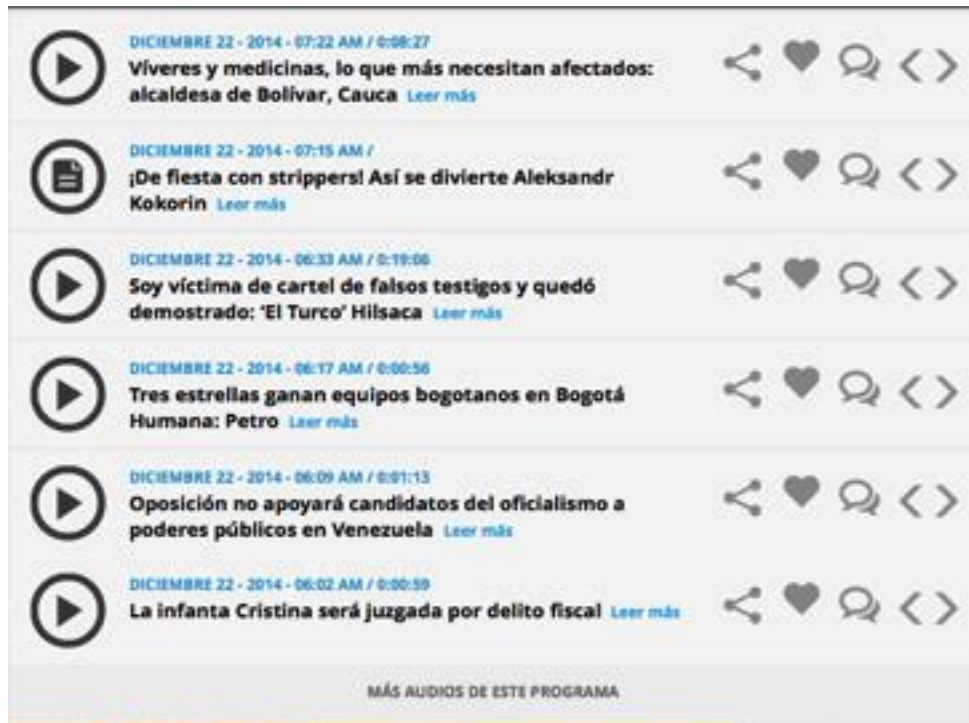 DICIEMBRE 22 - 2014 - 07:22 AM / 0:08:27
Víveres y medicinas, lo que más necesitan afectados:
alcaldesa de Bolívar, Cauca Leer más
DICIEMBRE 22 - 2014 - 07:15 AM /
¡De fiesta con strippers! Así se divierte Aleksandr
Kokorin Leer más
DICIEMBRE 22 - 2014 - 06:33 AM / 0:19:06
Soy víctima de cartel de falsos testigos y quedó
demostrado: ‘El Turco’ Hilsaca Leer más
DICIEMBRE 22 - 2014 - 06:17 AM / 0:00:56
Tres estrellas ganan equipos bogotanos en Bogotá
Humana: Petro Leer más
DICIEMBRE 22 - 2014 - 06:09 AM / 0:01:13
Oposición no apoyará candidatos del oficialismo a
poderes públicos en Venezuela Leer más
DICIEMBRE 22 - 2014 - 06:02 AM / 0:00:59
La infanta Cristina será juzgada por delito fiscal Leer más
MÁS AUDIOS DE ESTE PROGRAMA